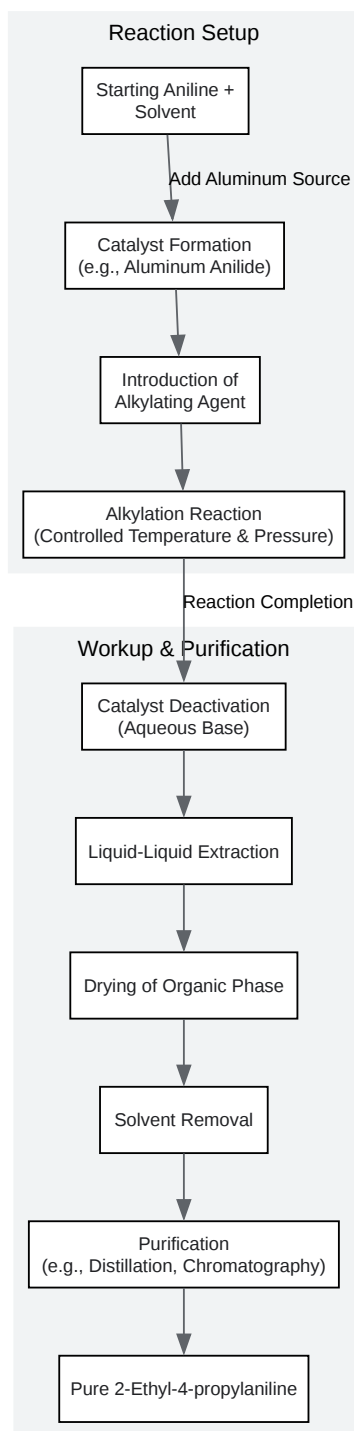 Reaction Setup
Starting Aniline +
Solvent
Add Aluminum Source
Catalyst Formation
(e.g., Aluminum Anilide)
Introduction of
Alkylating Agent
Alkylation Reaction
(Controlled Temperature & Pressure)
Reaction Completion
Workup & Purification
Catalyst Deactivation
(Aqueous Base)
Liquid-Liquid Extraction
Drying of Organic Phase
Solvent Removal
Purification
(e.g., Distillation, Chromatography)
Pure 2-Ethyl-4-propylaniline